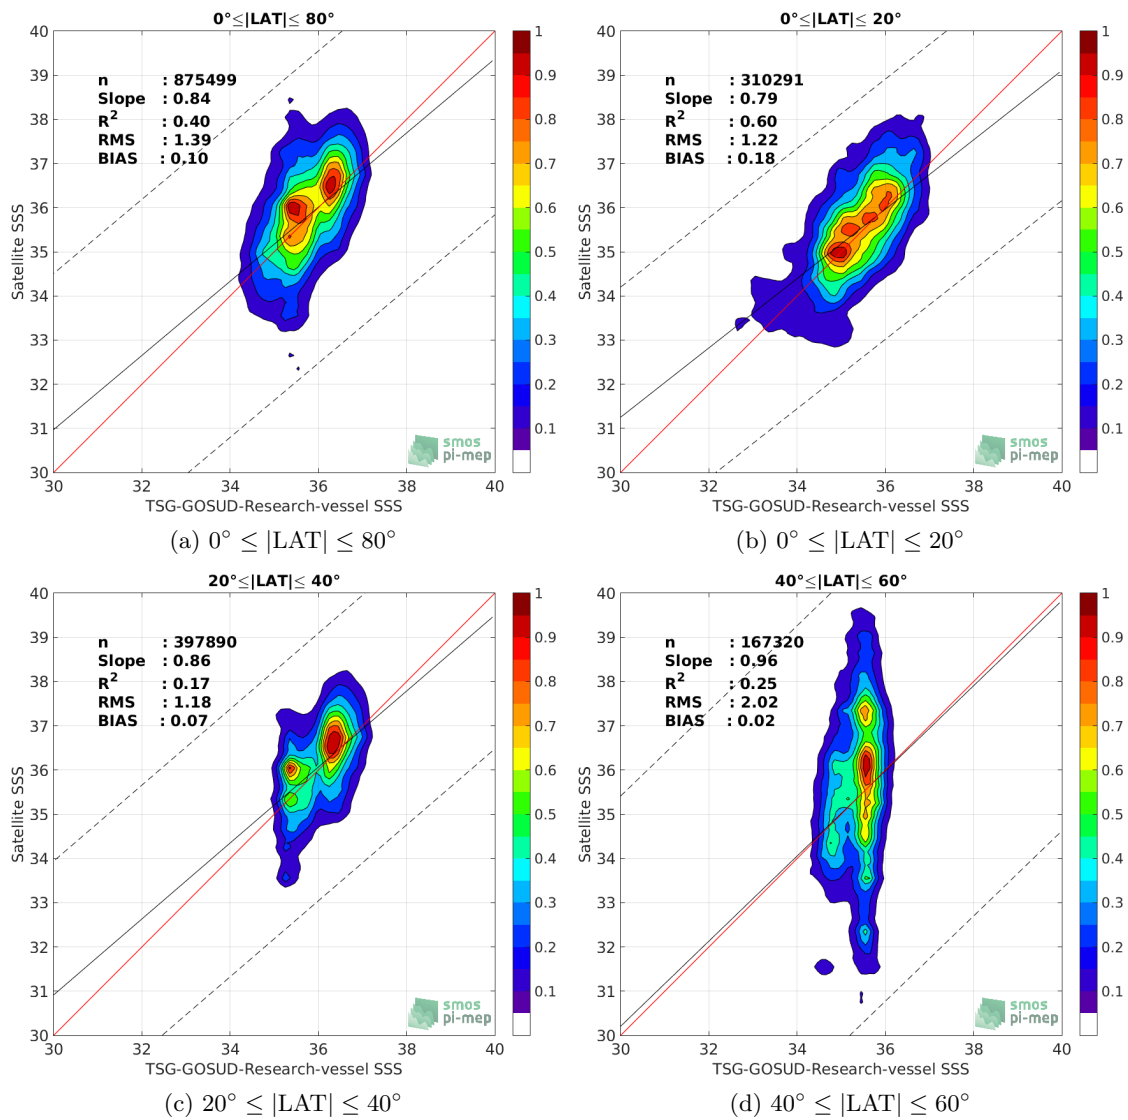 0°≤|LAT|≤ 80°
40
39
38
37
36
35
34
33
32
31
30
Satellite SSS
n : 875499
Slope : 0.84
R² : 0.40
RMS : 1.39
BIAS : 0.10
smos
pi-mep
30 32 34 36 38 40
TSG-GOSUD-Research-vessel SSS
1
0.9
0.8
0.7
0.6
0.5
0.4
0.3
0.2
0.1
(a) 0° ≤ |LAT| ≤ 80°
0°≤|LAT|≤ 20°
40
39
38
37
36
35
34
33
32
31
30
Satellite SSS
n : 310291
Slope : 0.79
R² : 0.60
RMS : 1.22
BIAS : 0.18
smos
pi-mep
30 32 34 36 38 40
TSG-GOSUD-Research-vessel SSS
1
0.9
0.8
0.7
0.6
0.5
0.4
0.3
0.2
0.1
(b) 0° ≤ |LAT| ≤ 20°
20°≤|LAT|≤ 40°
40
39
38
37
36
35
34
33
32
31
30
Satellite SSS
n : 397890
Slope : 0.86
R² : 0.17
RMS : 1.18
BIAS : 0.07
smos
pi-mep
30 32 34 36 38 40
TSG-GOSUD-Research-vessel SSS
1
0.9
0.8
0.7
0.6
0.5
0.4
0.3
0.2
0.1
(c) 20° ≤ |LAT| ≤ 40°
40°≤|LAT|≤ 60°
40
39
38
37
36
35
34
33
32
31
30
Satellite SSS
n : 167320
Slope : 0.96
R² : 0.25
RMS : 2.02
BIAS : 0.02
smos
pi-mep
30 32 34 36 38 40
TSG-GOSUD-Research-vessel SSS
1
0.9
0.8
0.7
0.6
0.5
0.4
0.3
0.2
0.1
(d) 40° ≤ |LAT| ≤ 60°